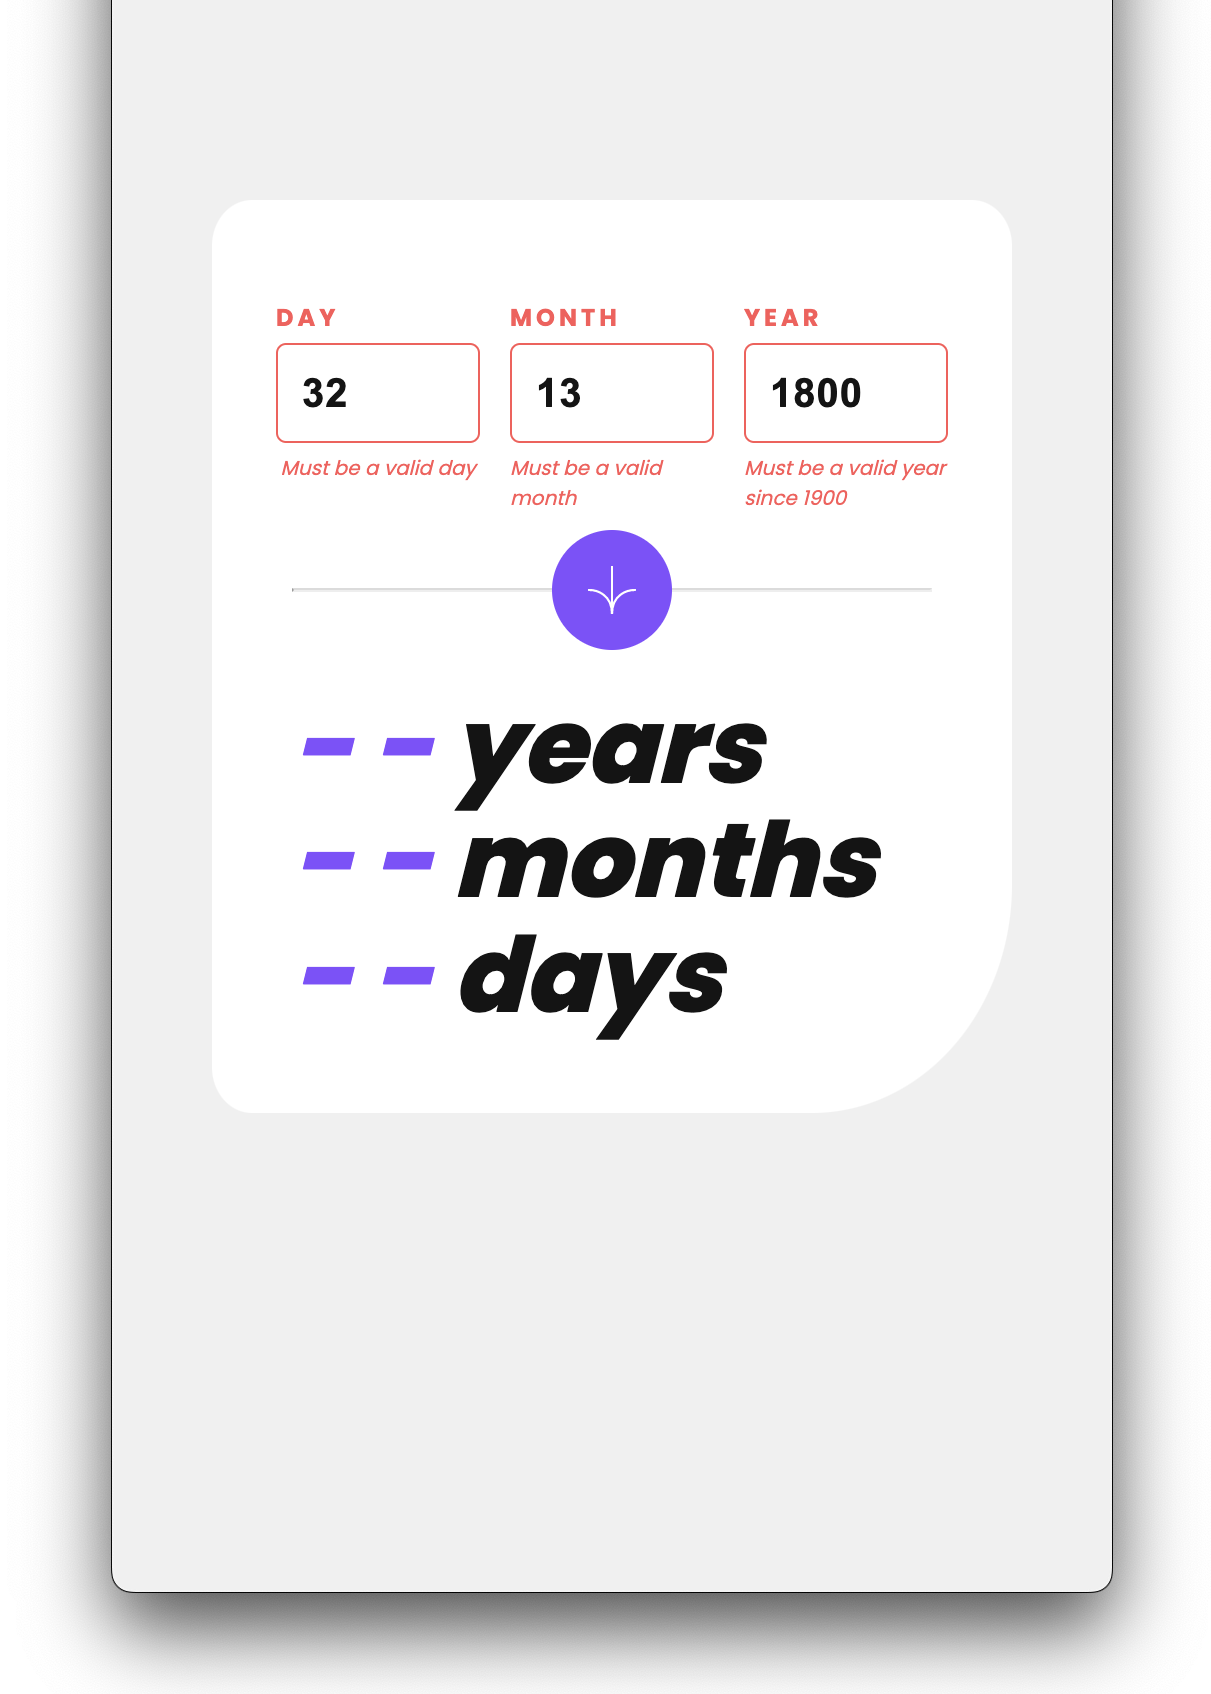 DAY MONTH YEAR
32 13 1800
Must be a valid day Must be a valid Must be a valid year
month since 1900
-- years
-- months
-- days